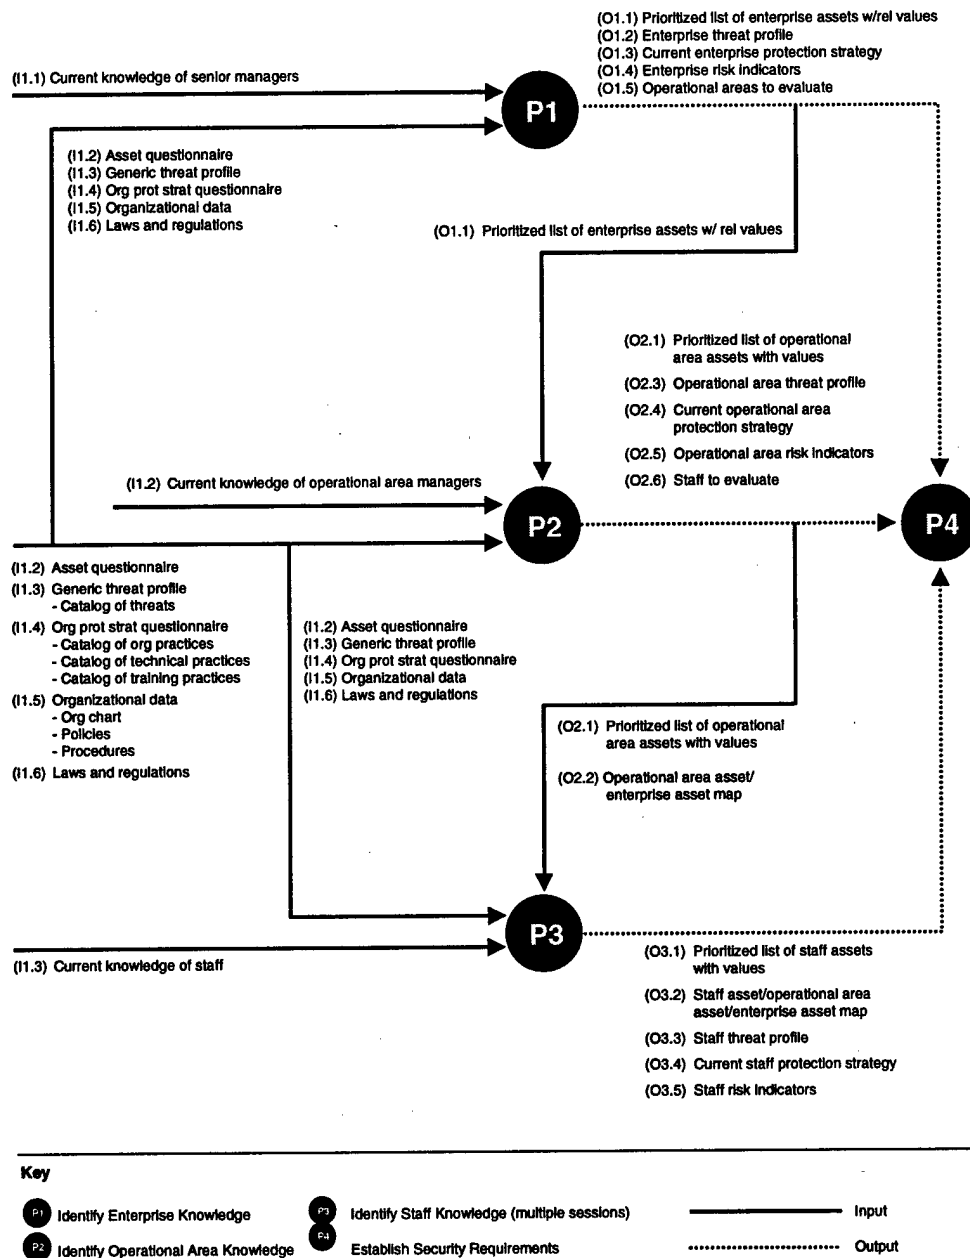 (O1.1) Prioritized list of enterprise assets w/rel values
(O1.2) Enterprise threat profile
(O1.3) Current enterprise protection strategy
(O1.4) Enterprise risk indicators
(O1.5) Operational areas to evaluate
(I1.1) Current knowledge of senior managers
P1
(I1.2) Asset questionnaire
(I1.3) Generic threat profile
(I1.4) Org prot strat questionnaire
(I1.5) Organizational data
(I1.6) Laws and regulations
(O1.1) Prioritized list of enterprise assets w/ rel values
(O2.1) Prioritized list of operational
area assets with values
(O2.3) Operational area threat profile
(O2.4) Current operational area
protection strategy
(O2.5) Operational area risk indicators
(O2.6) Staff to evaluate
(I1.2) Current knowledge of operational area managers
P2
P4
(I1.2) Asset questionnaire
(I1.3) Generic threat profile
- Catalog of threats
(I1.4) Org prot strat questionnaire
- Catalog of org practices
- Catalog of technical practices
- Catalog of training practices
(I1.5) Organizational data
- Org chart
- Policies
- Procedures
(I1.6) Laws and regulations
(I1.2) Asset questionnaire
(I1.3) Generic threat profile
(I1.4) Org prot strat questionnaire
(I1.5) Organizational data
(I1.6) Laws and regulations
(O2.1) Prioritized list of operational
area assets with values
(O2.2) Operational area asset/
enterprise asset map
P3
(I1.3) Current knowledge of staff
(O3.1) Prioritized list of staff assets
with values
(O3.2) Staff asset/operational area
asset/enterprise asset map
(O3.3) Staff threat profile
(O3.4) Current staff protection strategy
(O3.5) Staff risk indicators
Key
P1 Identify Enterprise Knowledge
P3 Identify Staff Knowledge (multiple sessions)
Input
P2 Identify Operational Area Knowledge
P4 Establish Security Requirements
Output